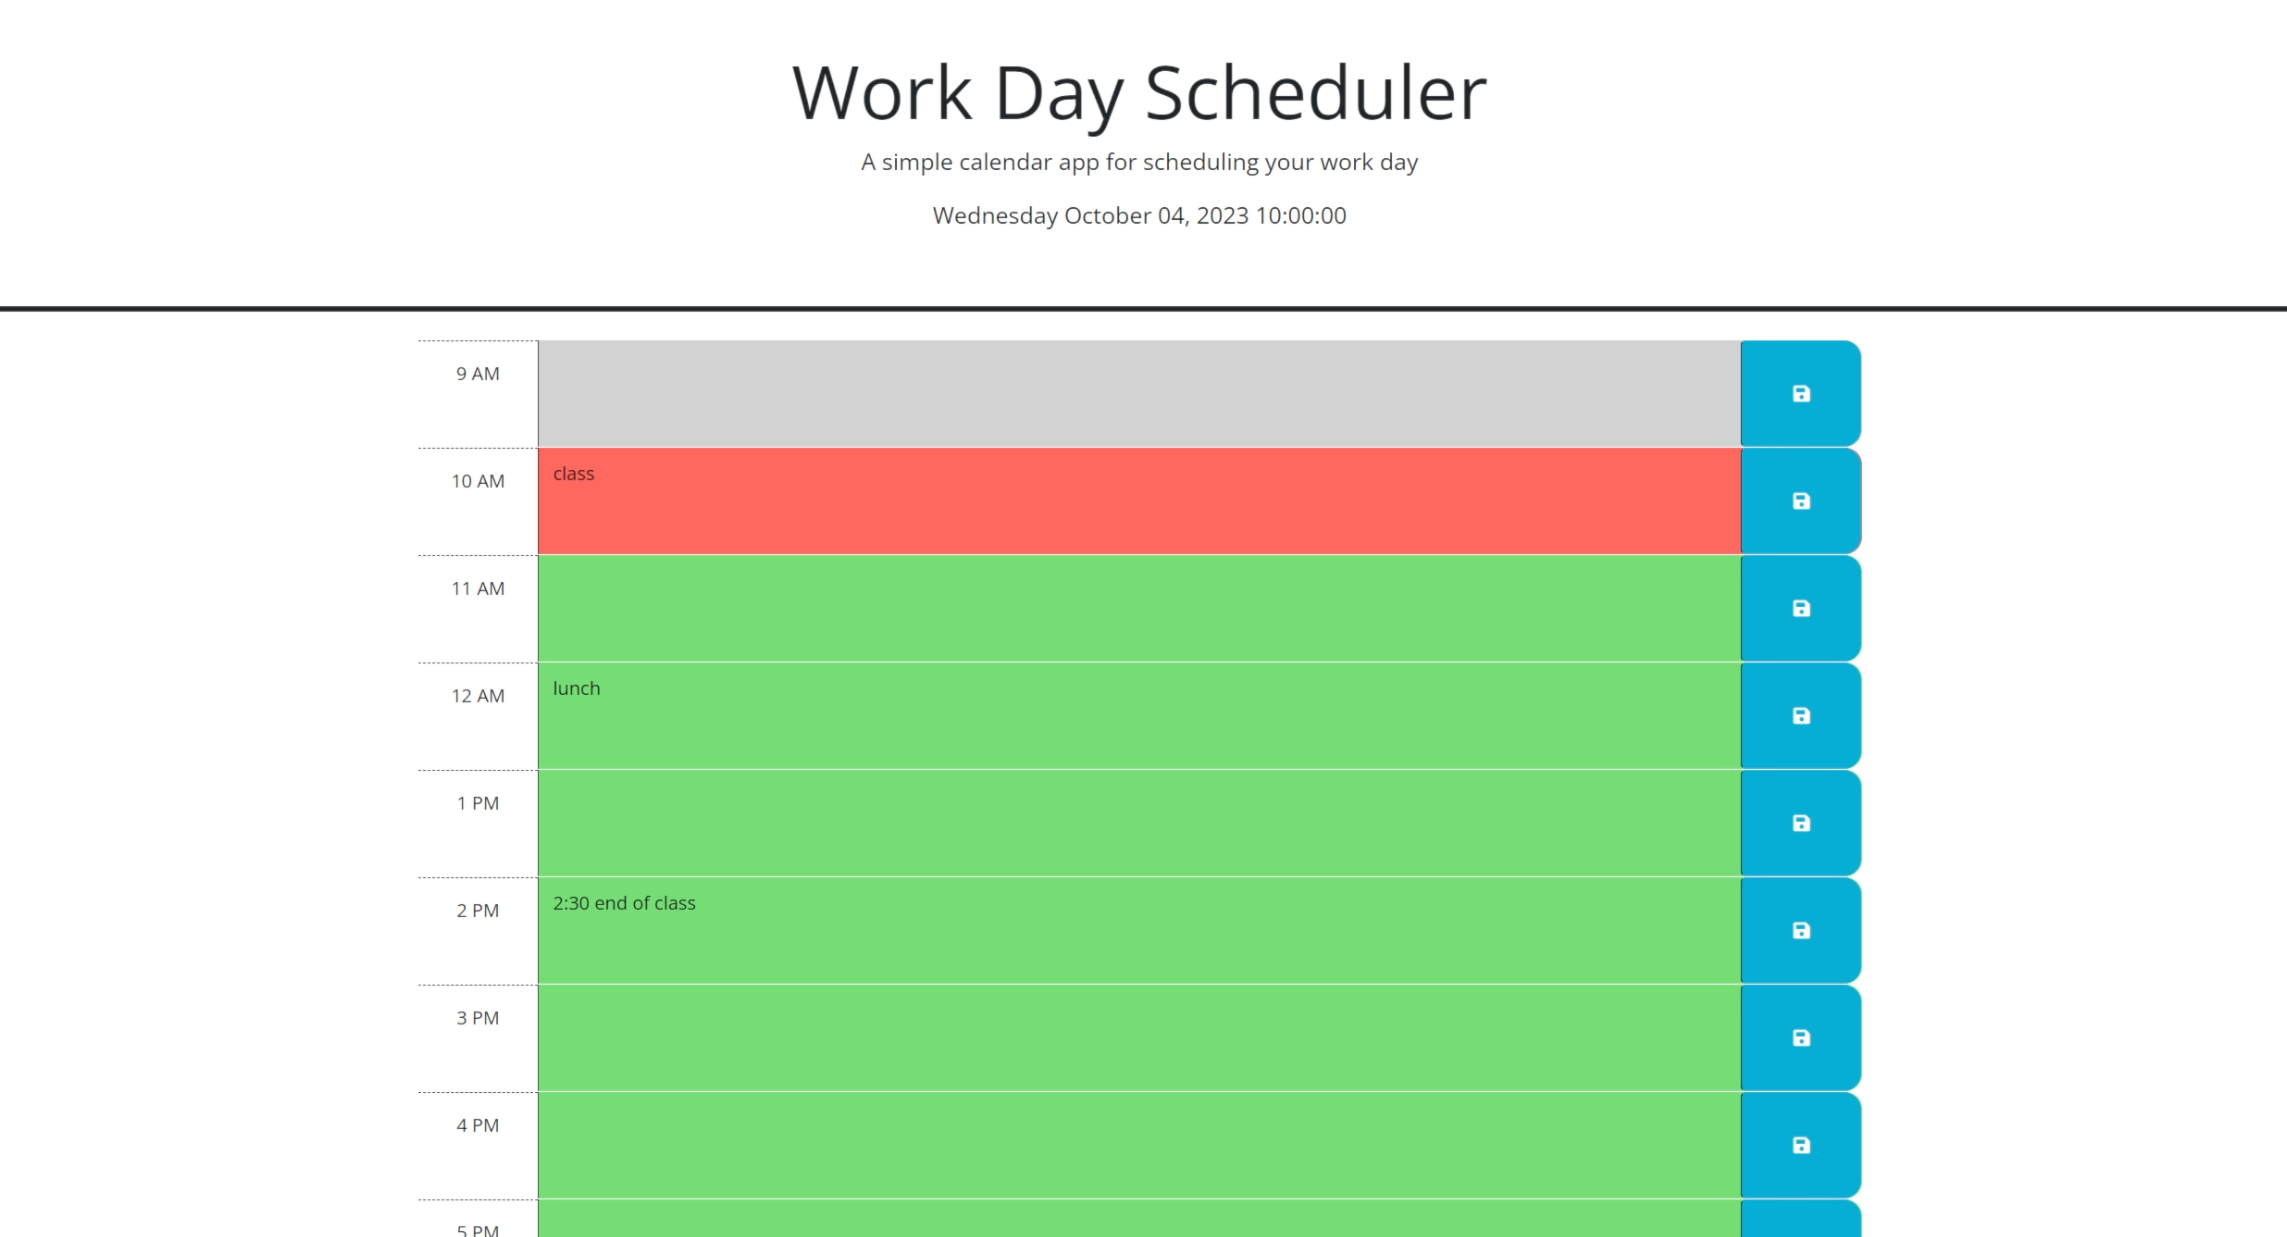 Work Day Scheduler
A simple calendar app for scheduling your work day
Wednesday October 04, 2023 10:00:00
9 AM
10 AM
class
11 AM
12 AM
lunch
1 PM
2 PM
2:30 end of class
3 PM
4 PM
5 PM